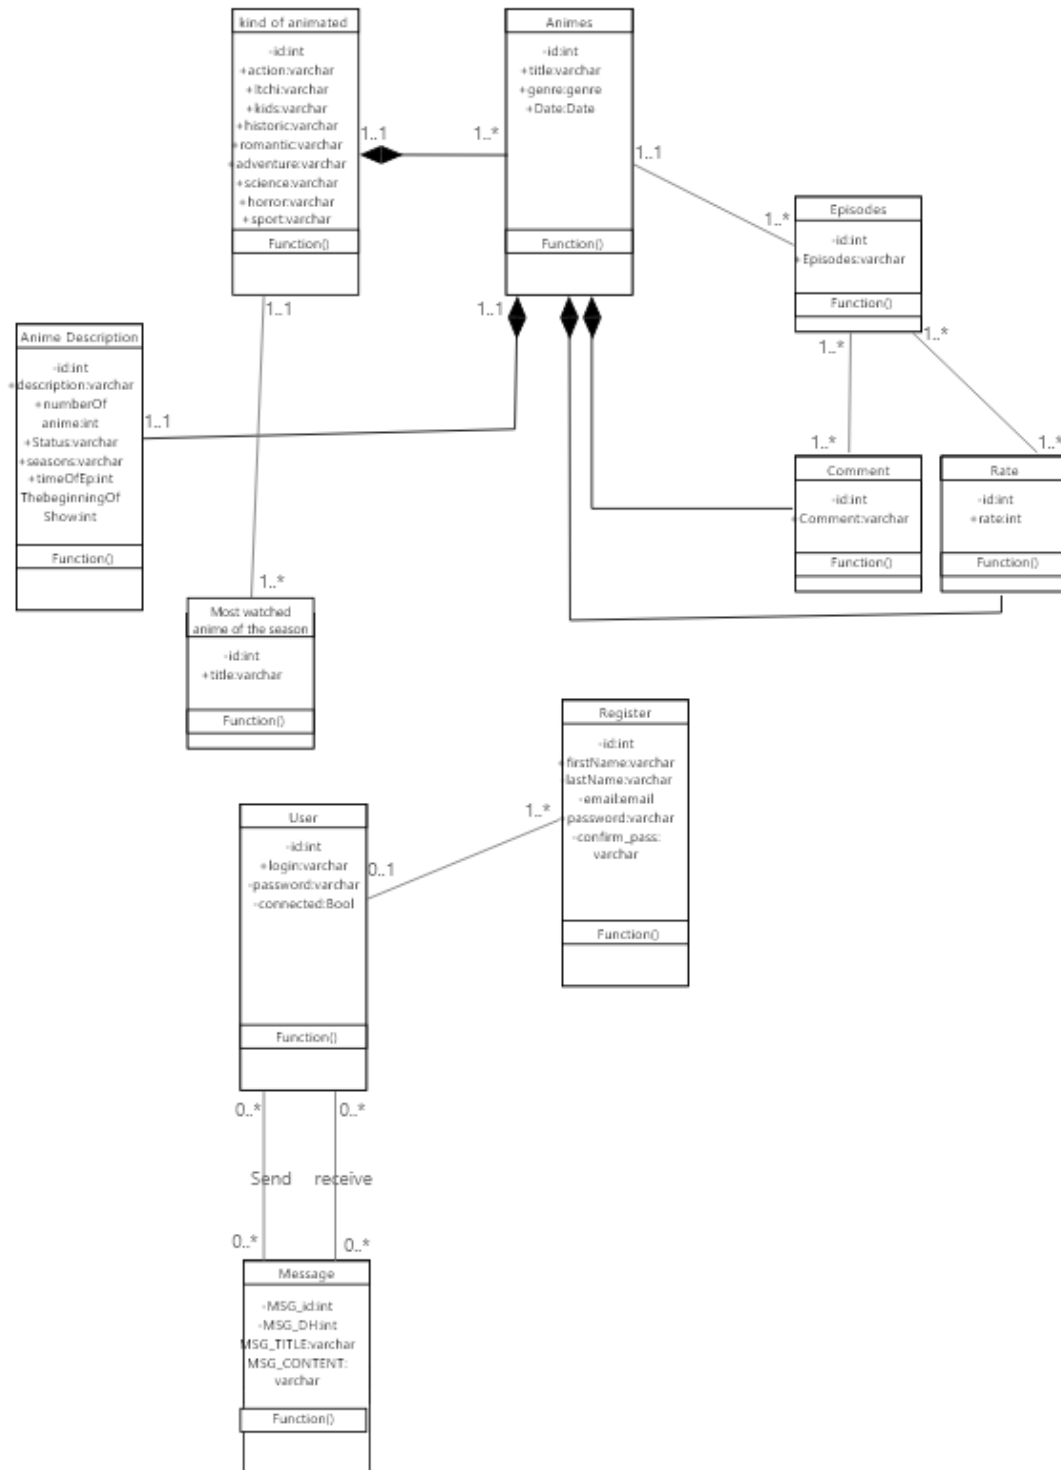 kind of animated
-id:int
+action:varchar
+Itchi:varchar
+kids:varchar
+historic:varchar
+romantic:varchar
+adventure:varchar
+science:varchar
+horror:varchar
+sport:varchar
Function()
Animes
-id:int
+title:varchar
+genre:genre
+Date:Date
Function()
1..1
1..*
1..1
1..*
Episodes
-id:int
+Episodes:varchar
Function()
1..1
1..1
1..*
1..*
Anime Description
-id:int
+description:varchar
+numberOf
anime:int
+Status:varchar
+seasons:varchar
+timeOfEp:int
ThebeginningOf
Show:int
Function()
1..1
1..*
1..*
Comment
-id:int
+Comment:varchar
Function()
Rate
-id:int
+rate:int
Function()
1..*
Most watched
anime of the season
-id:int
+title:varchar
Function()
Register
-id:int
+firstName:varchar
lastName:varchar
-email:email
password:varchar
-confirm_pass:
varchar
Function()
User
-id:int
+login:varchar
-password:varchar
-connected:Bool
Function()
1..*
0..1
0..*
0..*
Send
receive
0..*
0..*
Message
-MSG_id:int
-MSG_DH:int
MSG_TITLE:varchar
MSG_CONTENT:
varchar
Function()